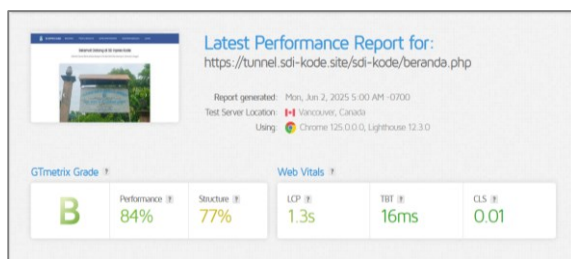 Latest Performance Report for:
https://tunnel.sdi-kode.site/sdi-kode/beranda.php
Report generated: Mon, Jun 2, 2025 5:00 AM -0700
Test Server Location: Vancouver, Canada
Using: Chrome 125.0.0.0, Lighthouse 12.3.0
GTmetrix Grade ?
Web Vitals ?
B
Performance ?
84%
Structure ?
77%
LCP ?
1.3s
TBT ?
16ms
CLS ?
0.01